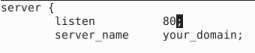 server {
        listen          80;
        server_name     your_domain;